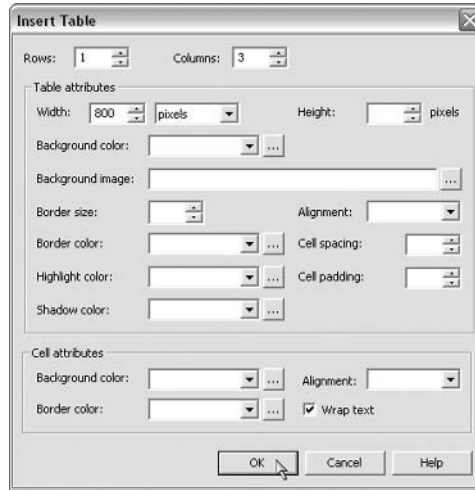 Insert Table
Rows: 1 Columns: 3
Table attributes
Width: 800 pixels Height: pixels
Background color: ...
Background image: ...
Border size: Alignment:
Border color: ... Cell spacing:
Highlight color: ... Cell padding:
Shadow color: ...
Cell attributes
Background color: ... Alignment:
Border color: ... Wrap text
OK Cancel Help